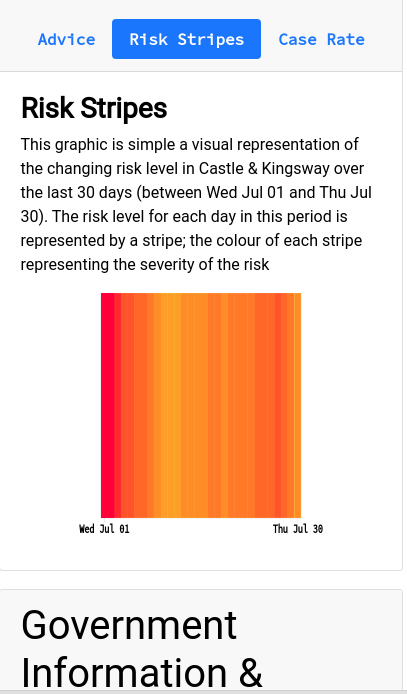 Advice Risk Stripes Case Rate
Risk Stripes
This graphic is simple a visual representation of
the changing risk level in Castle & Kingsway over
the last 30 days (between Wed Jul 01 and Thu Jul
30). The risk level for each day in this period is
represented by a stripe; the colour of each stripe
representing the severity of the risk
Wed Jul 01 Thu Jul 30
Government
Information &